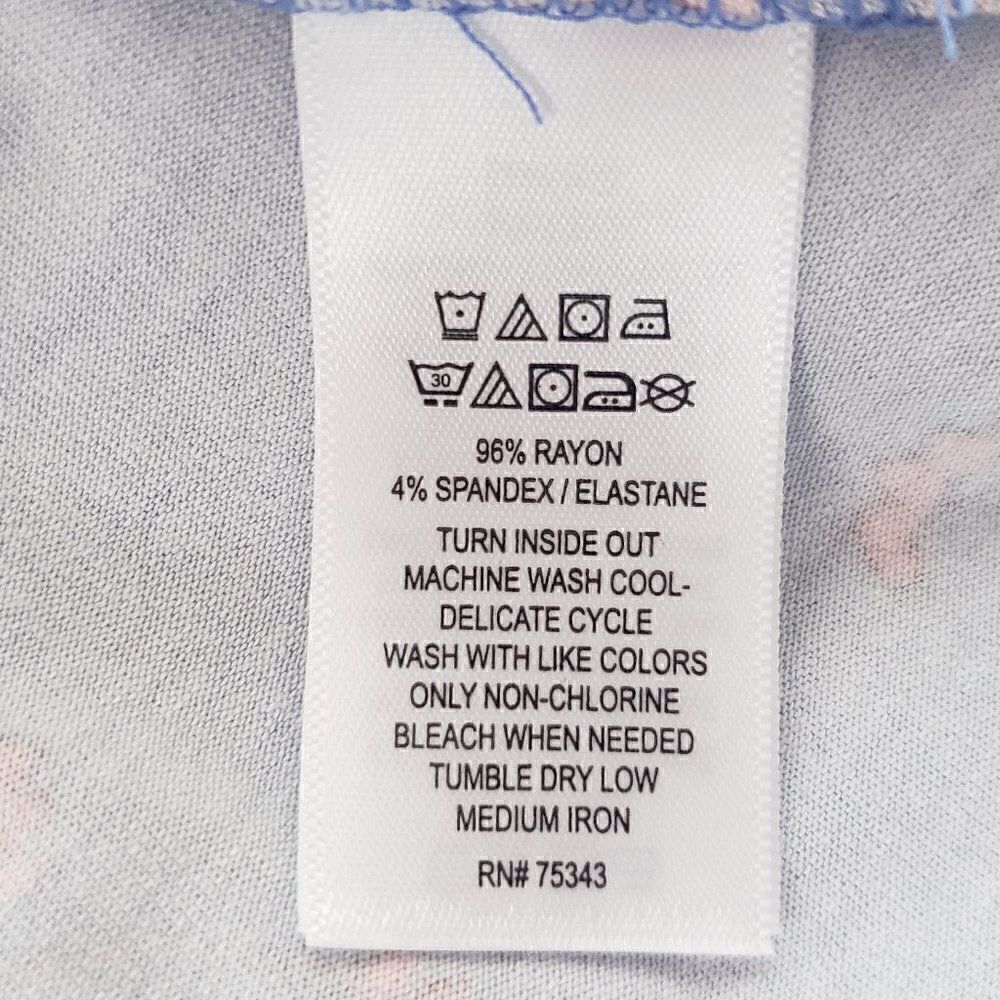 30
96% RAYON
4% SPANDEX / ELASTANE
TURN INSIDE OUT
MACHINE WASH COOL-
DELICATE CYCLE
WASH WITH LIKE COLORS
ONLY NON-CHLORINE
BLEACH WHEN NEEDED
TUMBLE DRY LOW
MEDIUM IRON
RN# 75343